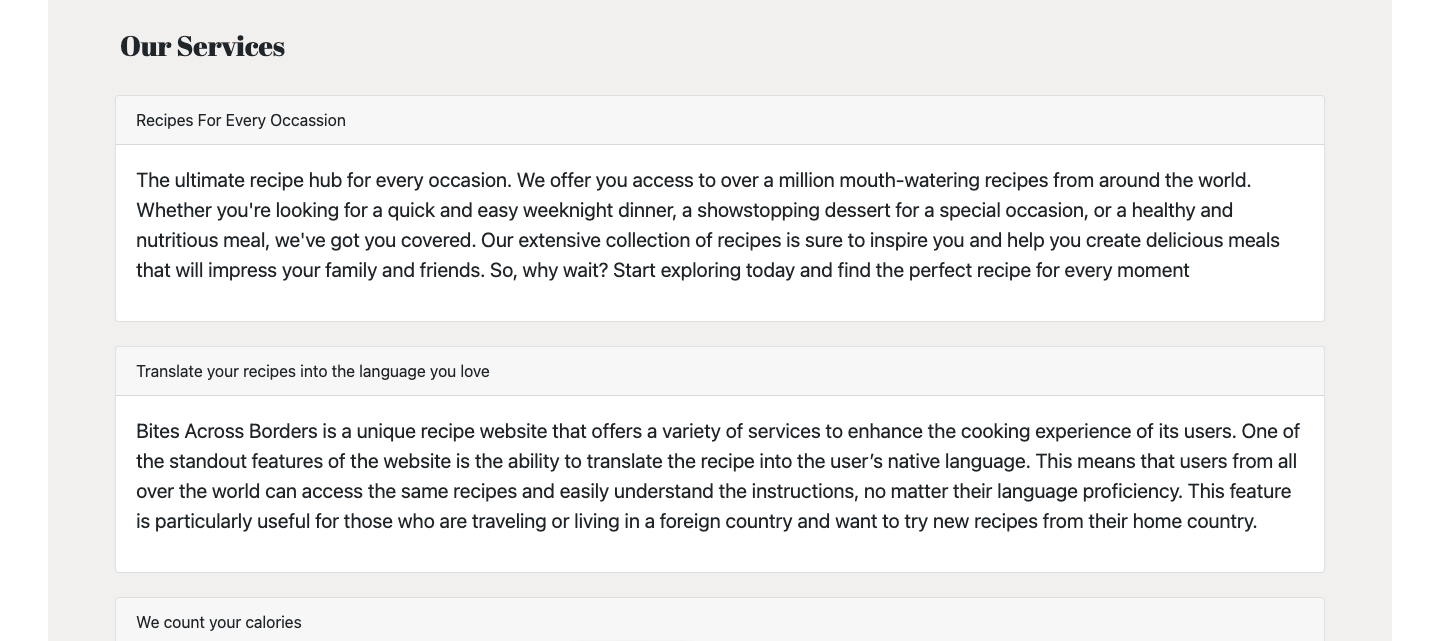 Our Services
Recipes For Every Occassion
The ultimate recipe hub for every occasion. We offer you access to over a million mouth-watering recipes from around the world.
Whether you're looking for a quick and easy weeknight dinner, a showstopping dessert for a special occasion, or a healthy and
nutritious meal, we've got you covered. Our extensive collection of recipes is sure to inspire you and help you create delicious meals
that will impress your family and friends. So, why wait? Start exploring today and find the perfect recipe for every moment
Translate your recipes into the language you love
Bites Across Borders is a unique recipe website that offers a variety of services to enhance the cooking experience of its users. One of
the standout features of the website is the ability to translate the recipe into the user’s native language. This means that users from all
over the world can access the same recipes and easily understand the instructions, no matter their language proficiency. This feature
is particularly useful for those who are traveling or living in a foreign country and want to try new recipes from their home country.
We count your calories